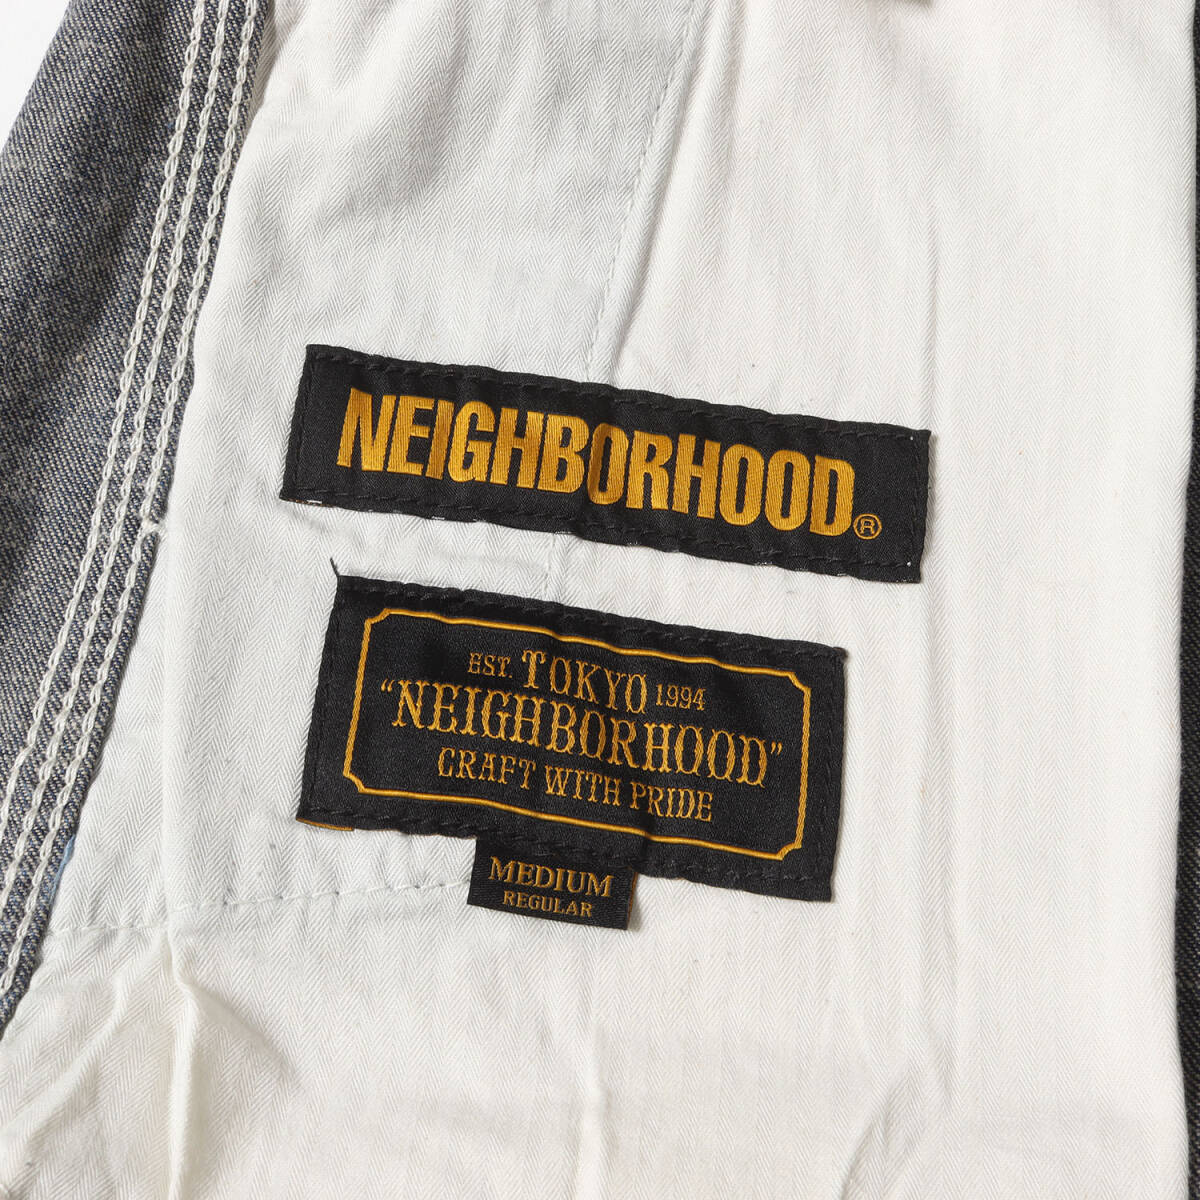 NEIGHBORHOOD®
EST. TOKYO 1994
"NEIGHBORHOOD"
CRAFT WITH PRIDE
MEDIUM
REGULAR